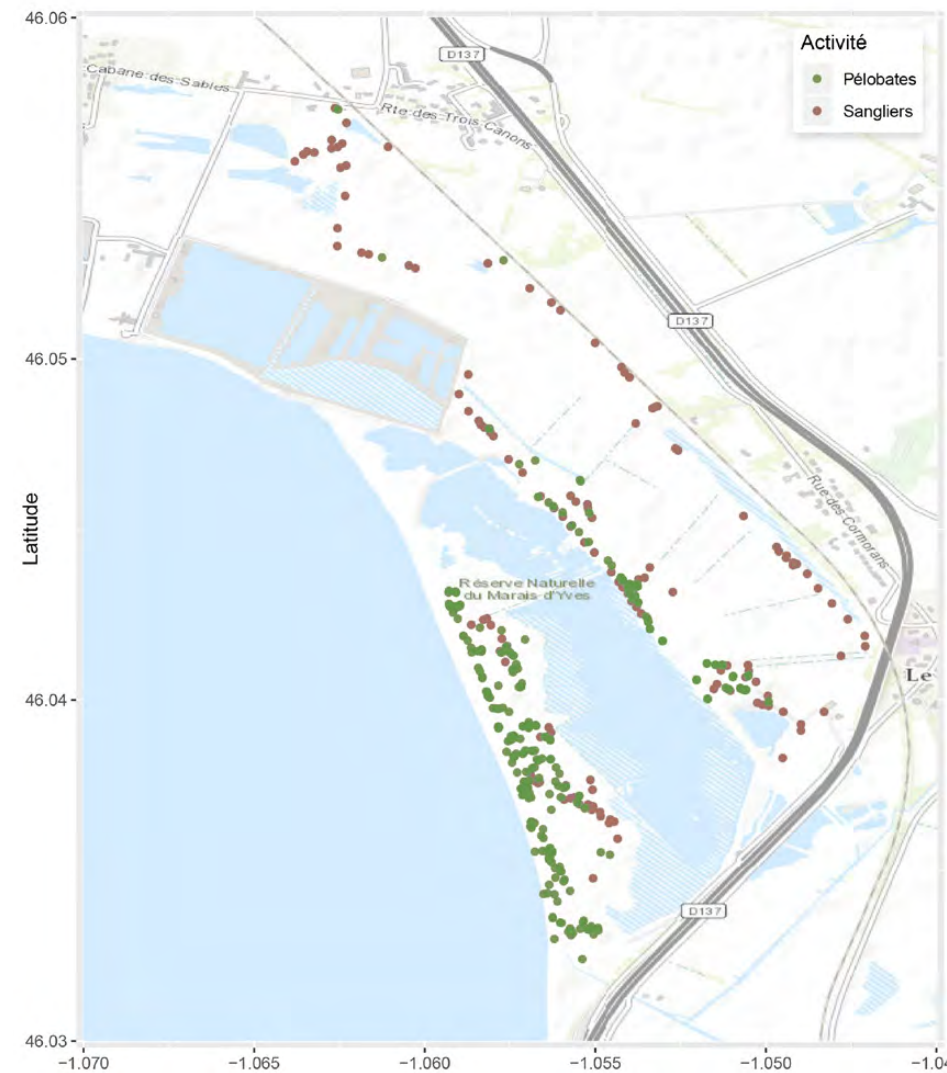 46.06
D137
Activité
Pélobates
Sangliers
Cabane des Sables
Rte des Trois Canons
D137
46.05
Latitude
Rue des Cormorans
Réserve Naturelle
du Marais d'Yves
46.04
Le
D137
46.03
−1.070
−1.065
−1.060
−1.055
−1.050
−1.04